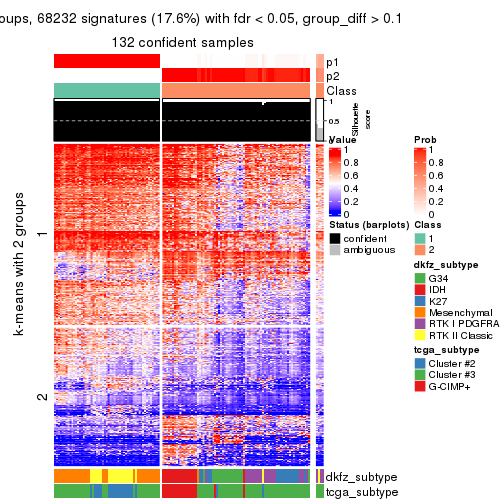 oups, 68232 signatures (17.6%) with fdr < 0.05, group_diff > 0.1
132 confident samples
p1
p2
Class
1
0.5
0
Silhouette
score
k-means with 2 groups
1
2
Value
1
0.8
0.6
0.4
0.2
0
Prob
1
0.8
0.6
0.4
0.2
0
Status (barplots)
confident
ambiguous
Class
1
2
dkfz_subtype
G34
IDH
K27
Mesenchymal
RTK I PDGFRA
RTK II Classic
tcga_subtype
Cluster #2
Cluster #3
G-CIMP+
dkfz_subtype
tcga_subtype